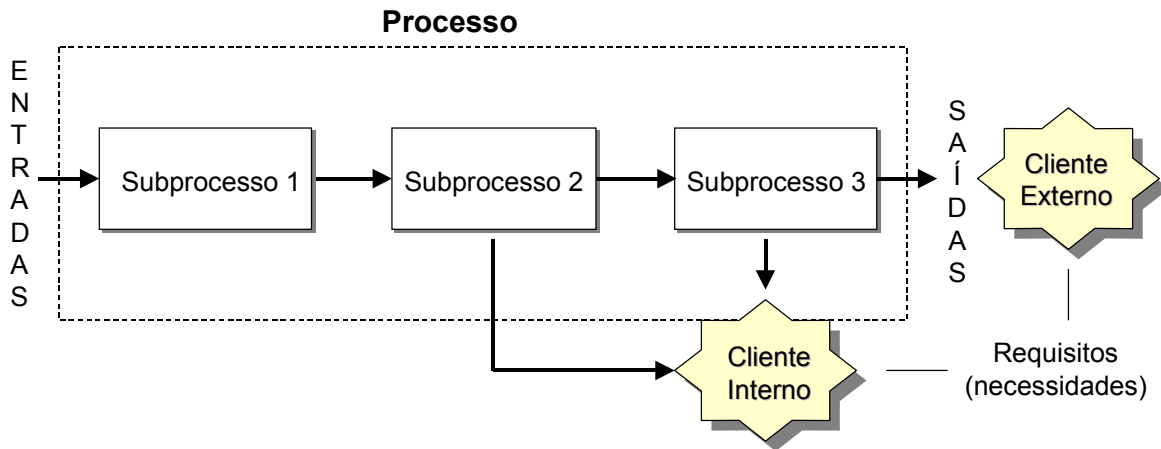 Processo
ENTRADAS
Subprocesso 1
Subprocesso 2
Subprocesso 3
SAÍDAS
Cliente
Externo
Cliente
Interno
Requisitos
(necessidades)